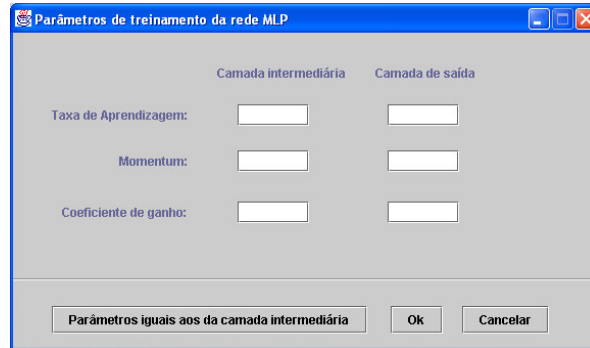 Parâmetros de treinamento da rede MLP
Camada intermediária Camada de saída
Taxa de Aprendizagem:
Momentum:
Coeficiente de ganho:
Parâmetros iguais aos da camada intermediária Ok Cancelar